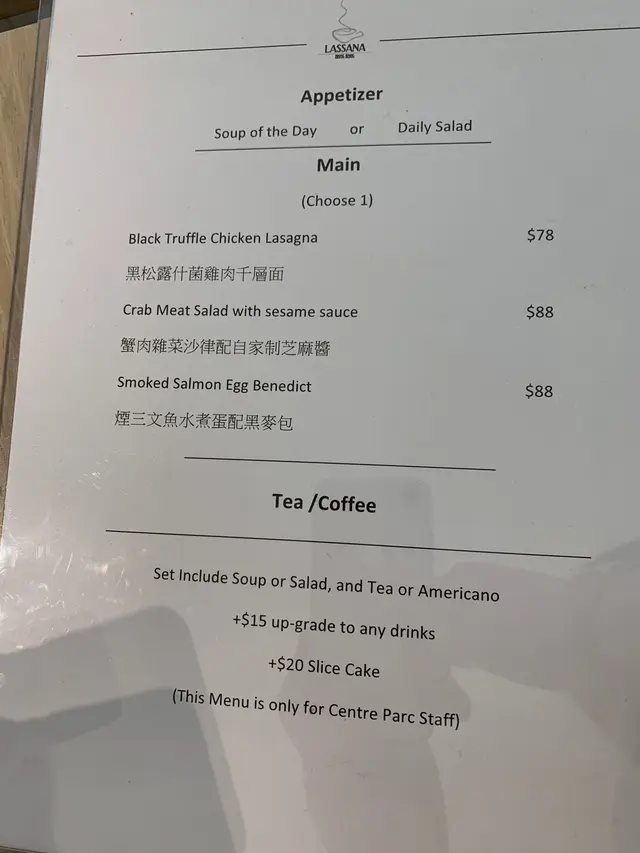 LASSANA
Appetizer
Soup of the Day or Daily Salad
Main
(Choose 1)
Black Truffle Chicken Lasagna $78
黑松露什菌雞肉千層面
Crab Meat Salad with sesame sauce $88
蟹肉雜菜沙律配自家制芝麻醬
Smoked Salmon Egg Benedict $88
煙三文魚水煮蛋配黑麥包
Tea /Coffee
Set Include Soup or Salad, and Tea or Americano
+$15 up-grade to any drinks
+$20 Slice Cake
(This Menu is only for Centre Parc Staff)